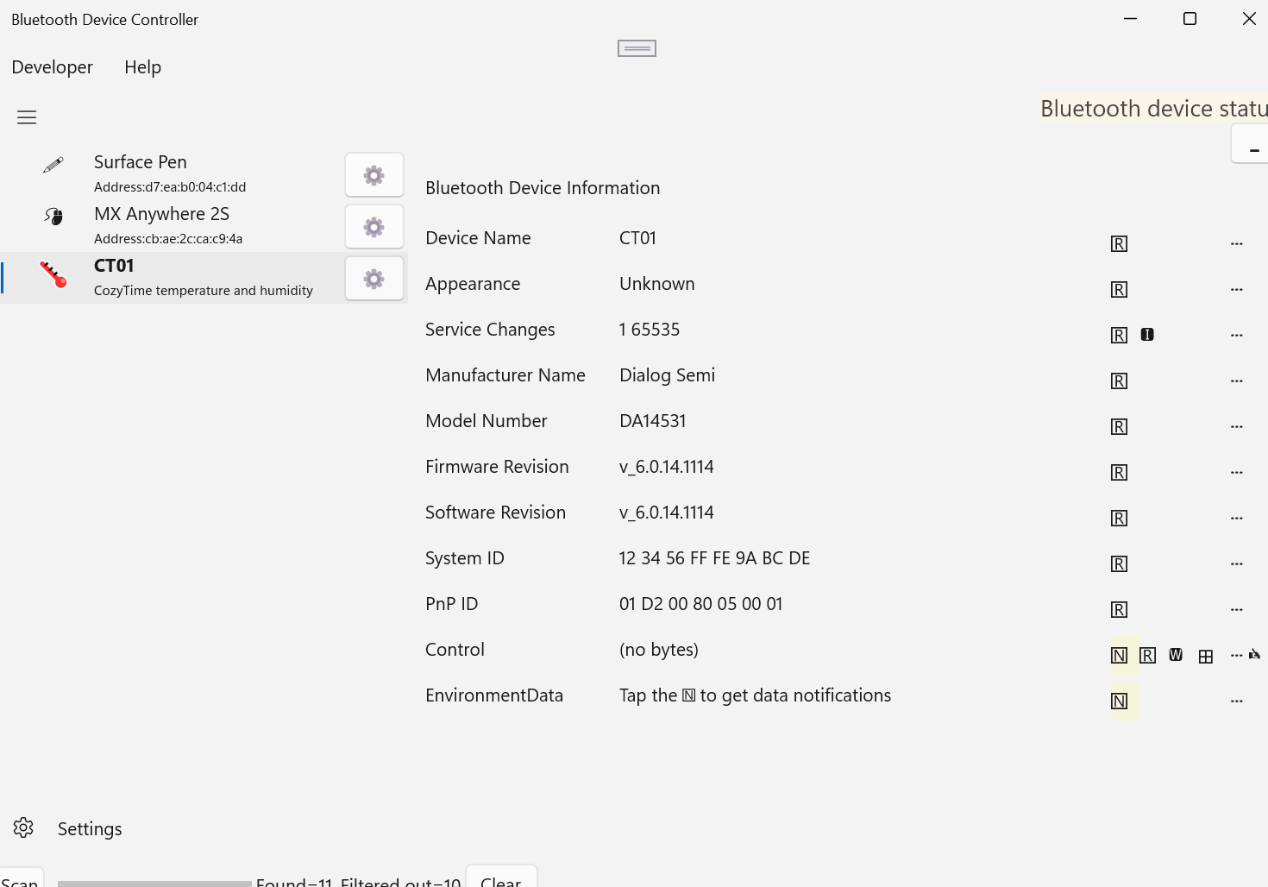 Bluetooth Device Controller
Developer Help
Bluetooth device statu
Surface Pen
Address:d7:ea:b0:04:c1:dd
MX Anywhere 2S
Address:cb:ae:2c:ca:c9:4a
CT01
CozyTime temperature and humidity
Bluetooth Device Information
Device Name CT01 R ...
Appearance Unknown R ...
Service Changes 1 65535 R I ...
Manufacturer Name Dialog Semi R ...
Model Number DA14531 R ...
Firmware Revision v_6.0.14.1114 R ...
Software Revision v_6.0.14.1114 R ...
System ID 12 34 56 FF FE 9A BC DE R ...
PnP ID 01 D2 00 80 05 00 01 R ...
Control (no bytes) N R W ...
EnvironmentData Tap the N to get data notifications N ...
Settings
Scan Found=11 Filtered out=10 Clear